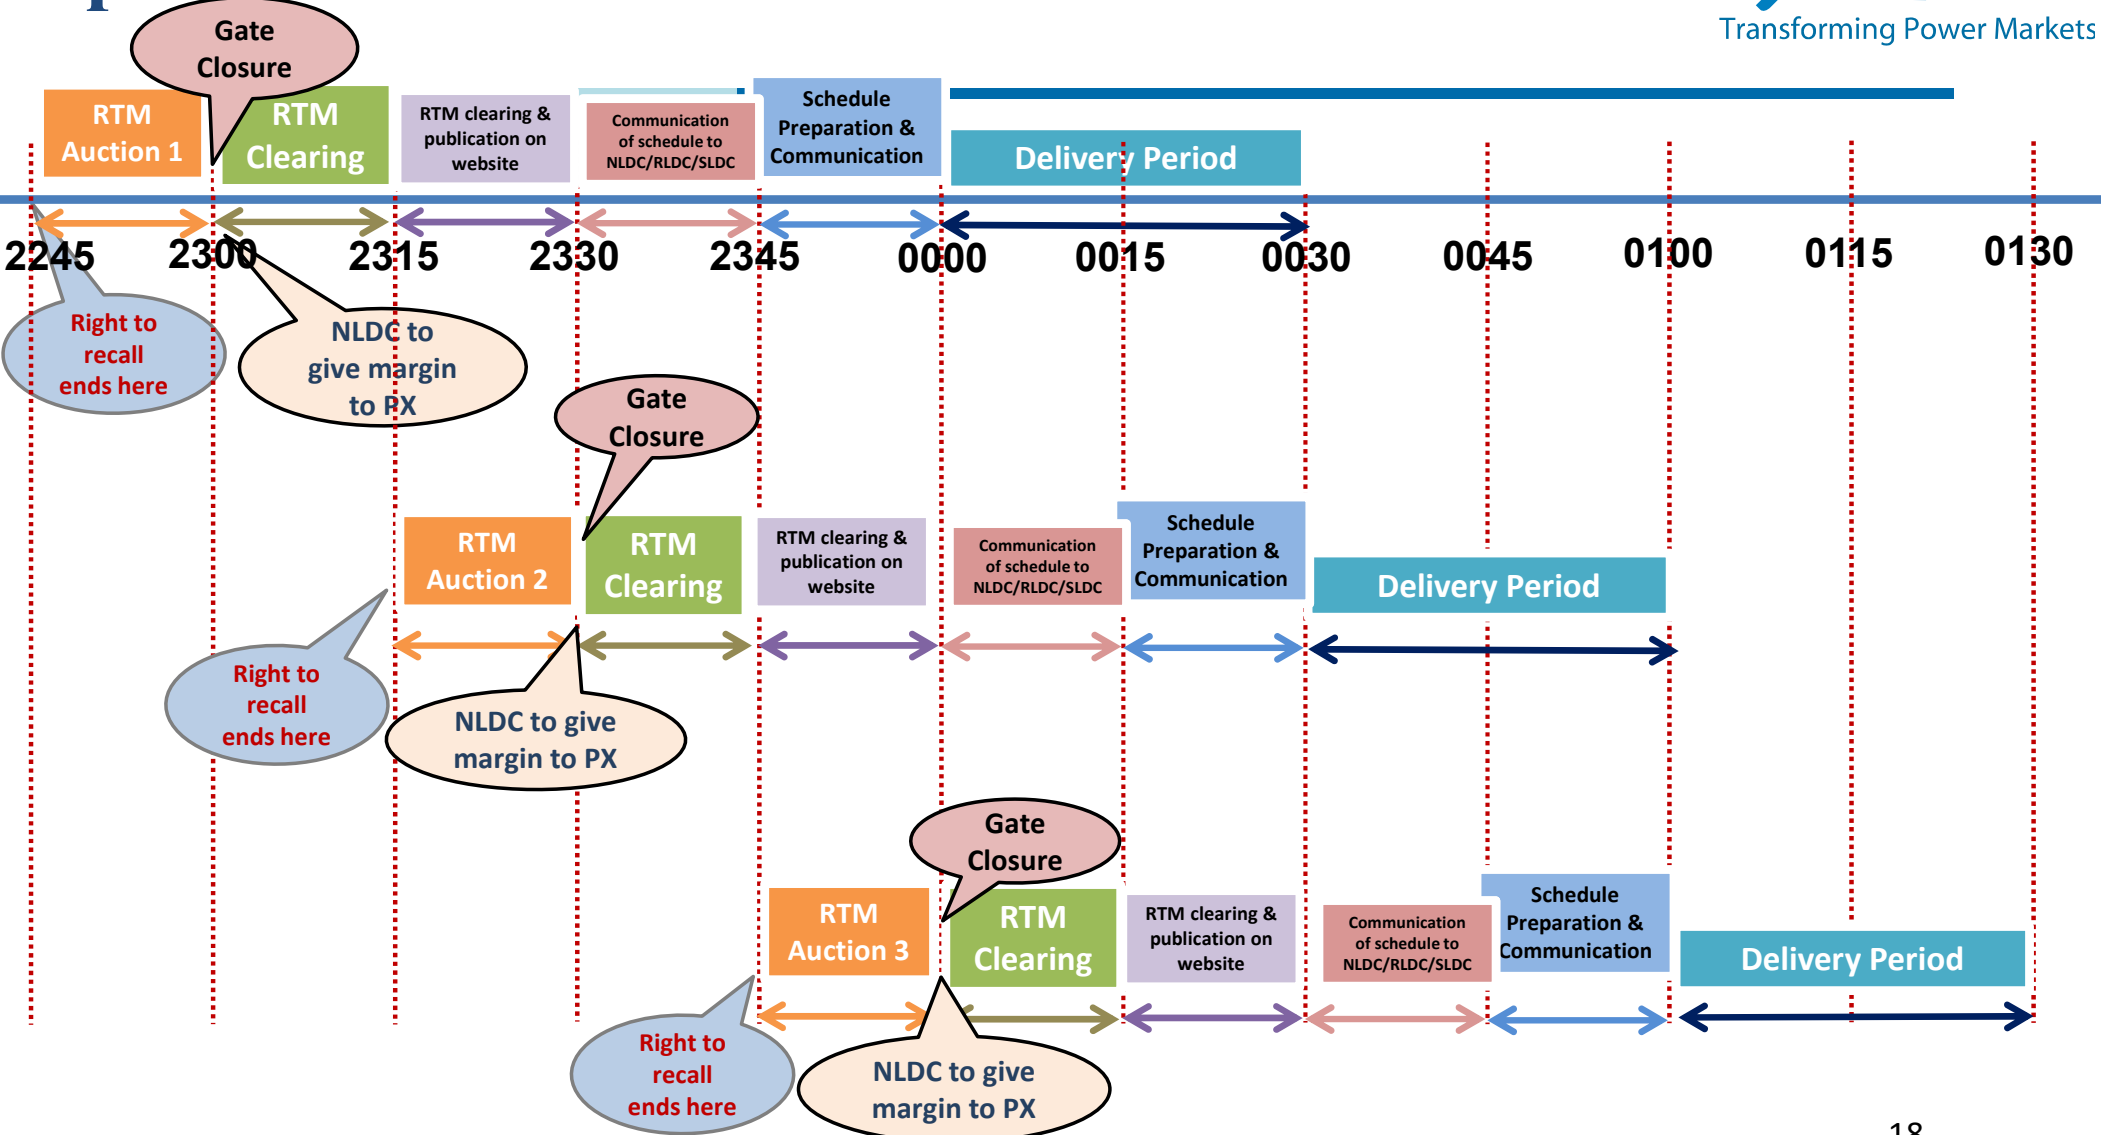 Transforming Power Markets
Gate
Closure
RTM
Auction 1
RTM
Clearing
RTM clearing &
publication on
website
Communication
of schedule to
NLDC/RLDC/SLDC
Schedule
Preparation &
Communication
Delivery Period
2245
2300
2315
2330
2345
0000
0015
0030
0045
0100
0115
0130
Right to
recall
ends here
NLDC to
give margin
to PX
Gate
Closure
RTM
Auction 2
RTM
Clearing
RTM clearing &
publication on
website
Communication
of schedule to
NLDC/RLDC/SLDC
Schedule
Preparation &
Communication
Delivery Period
Right to
recall
ends here
NLDC to give
margin to PX
Gate
Closure
RTM
Auction 3
RTM
Clearing
RTM clearing &
publication on
website
Communication
of schedule to
NLDC/RLDC/SLDC
Schedule
Preparation &
Communication
Delivery Period
Right to
recall
ends here
NLDC to give
margin to PX
18